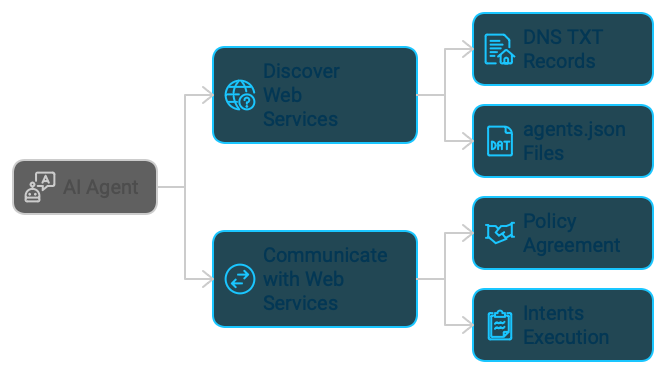 AI Agent
Discover
Web
Services
Communicate
with Web
Services
DNS TXT
Records
agents.json
Files
Policy
Agreement
Intents
Execution
A
?
DAT